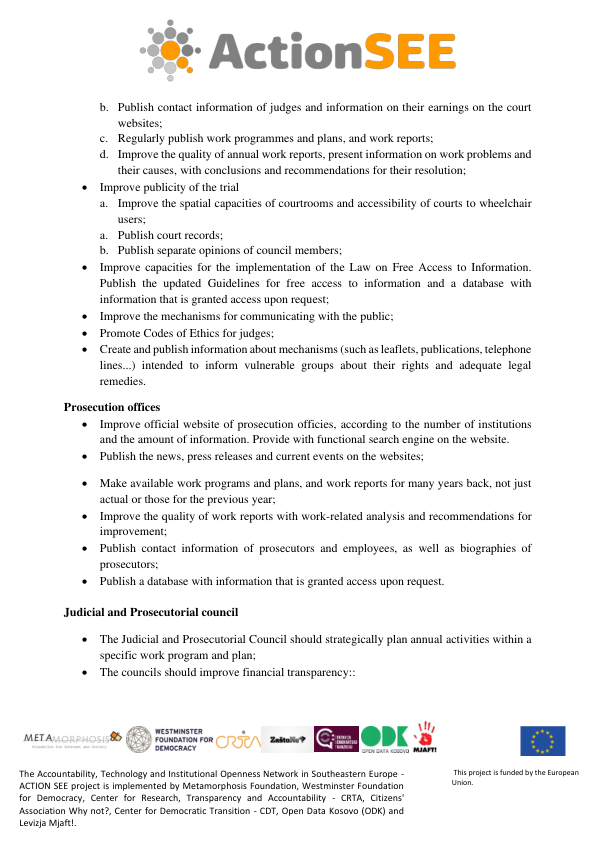 ActionSEE
b. Publish contact information of judges and information on their earnings on the court
websites;
c. Regularly publish work programmes and plans, and work reports;
d. Improve the quality of annual work reports, present information on work problems and
their causes, with conclusions and recommendations for their resolution;
• Improve publicity of the trial
a. Improve the spatial capacities of courtrooms and accessibility of courts to wheelchair
users;
a. Publish court records;
b. Publish separate opinions of council members;
• Improve capacities for the implementation of the Law on Free Access to Information.
Publish the updated Guidelines for free access to information and a database with
information that is granted access upon request;
• Improve the mechanisms for communicating with the public;
• Promote Codes of Ethics for judges;
• Create and publish information about mechanisms (such as leaflets, publications, telephone
lines...) intended to inform vulnerable groups about their rights and adequate legal
remedies.
Prosecution offices
• Improve official website of prosecution officies, according to the number of institutions
and the amount of information. Provide with functional search engine on the website.
• Publish the news, press releases and current events on the websites;
• Make available work programs and plans, and work reports for many years back, not just
actual or those for the previous year;
• Improve the quality of work reports with work-related analysis and recommendations for
improvement;
• Publish contact information of prosecutors and employees, as well as biographies of
prosecutors;
• Publish a database with information that is granted access upon request.
Judicial and Prosecutorial council
• The Judicial and Prosecutorial Council should strategically plan annual activities within a
specific work program and plan;
• The councils should improve financial transparency::
METAMORPHOSIS
WESTMINSTER
FOUNDATION FOR
DEMOCRACY
CRTA
ZaštoNe
ODK
OPEN DATA KOSOVO
MJAFT!
The Accountability, Technology and Institutional Openness Network in Southeastern Europe -
ACTION SEE project is implemented by Metamorphosis Foundation, Westminster Foundation
for Democracy, Center for Research, Transparency and Accountability - CRTA, Citizens'
Association Why not?, Center for Democratic Transition - CDT, Open Data Kosovo (ODK) and
Levizja Mjaft!.
This project is funded by the European
Union.